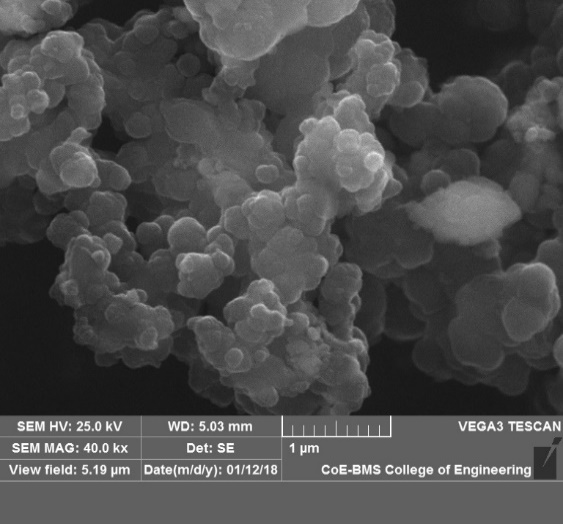 SEM HV: 25.0 kV WD: 5.03 mm VEGA3 TESCAN
SEM MAG: 40.0 kx Det: SE 1 µm
View field: 5.19 µm Date(m/d/y): 01/12/18 CoE-BMS College of Engineering